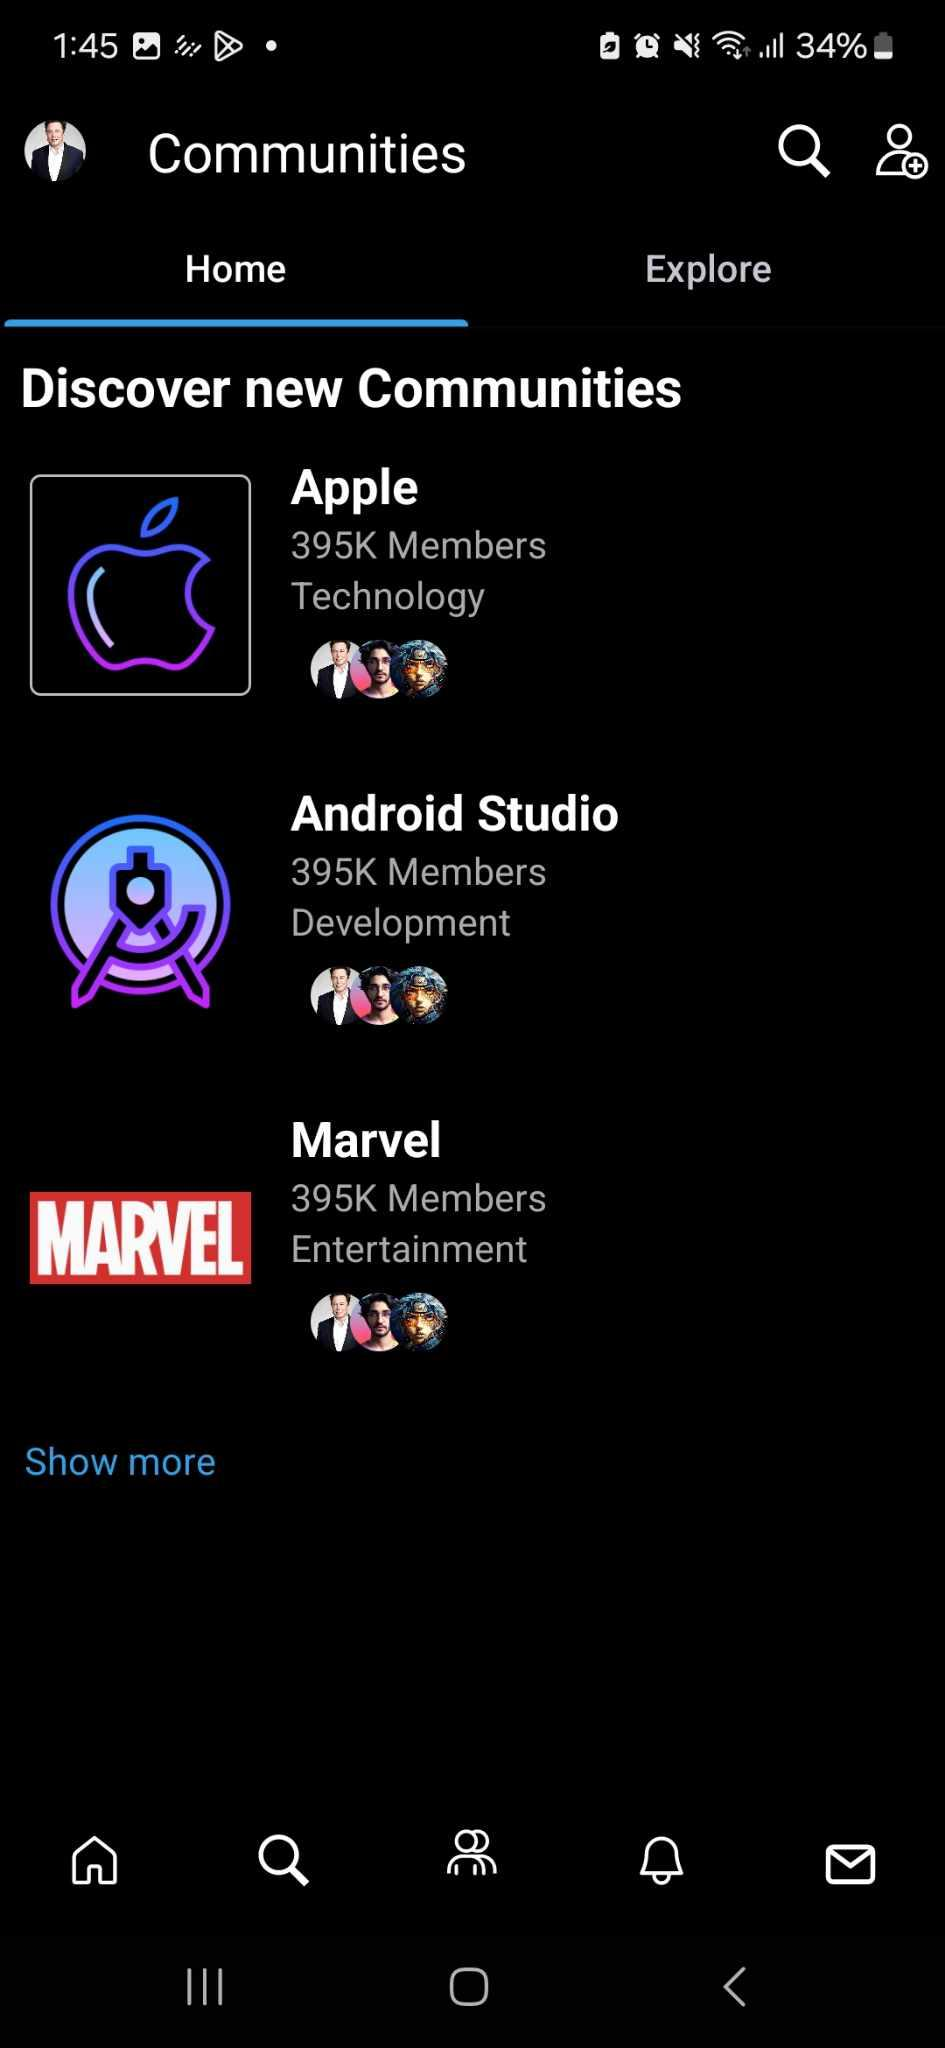 1:45 34%
Communities
Home Explore
Discover new Communities
Apple
395K Members
Technology
Android Studio
395K Members
Development
MARVEL
Marvel
395K Members
Entertainment
Show more